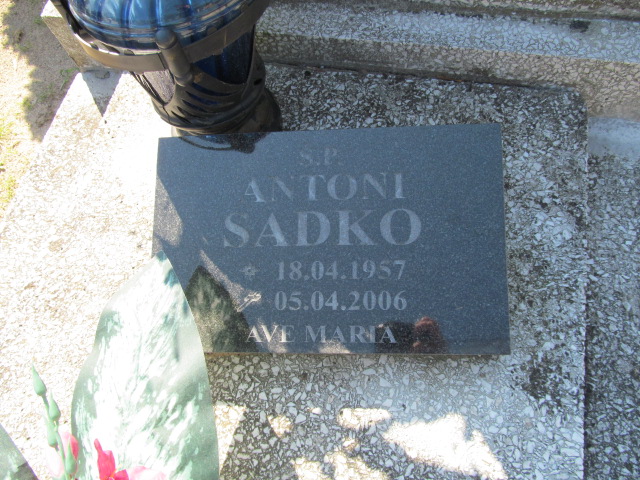 S.P.
ANTONI
SADKO
* 18.04.1957
05.04.2006
AVE MARIA